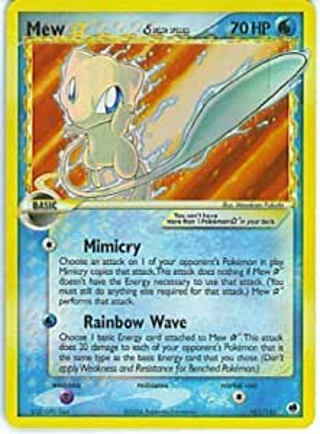 Mew ☆ δ DELTA SPECIES 70 HP
BASIC
You can't have
more than 1 Pokémon ☆ in your deck.
Mimicry
Choose an attack on 1 of your opponent's Pokémon in play.
Mimicry copies that attack. This attack does nothing if Mew ☆
doesn't have the Energy necessary to use that attack. (You
must still do anything else required for that attack.) Mew ☆
performs that attack.
Rainbow Wave
Choose 1 basic Energy card attached to Mew ☆. This attack
does 20 damage to each of your opponent's Pokémon that is
the same type as the basic Energy card that you chose. (Don't
apply Weakness and Resistance for Benched Pokémon.)
weakness resistance retreat cost